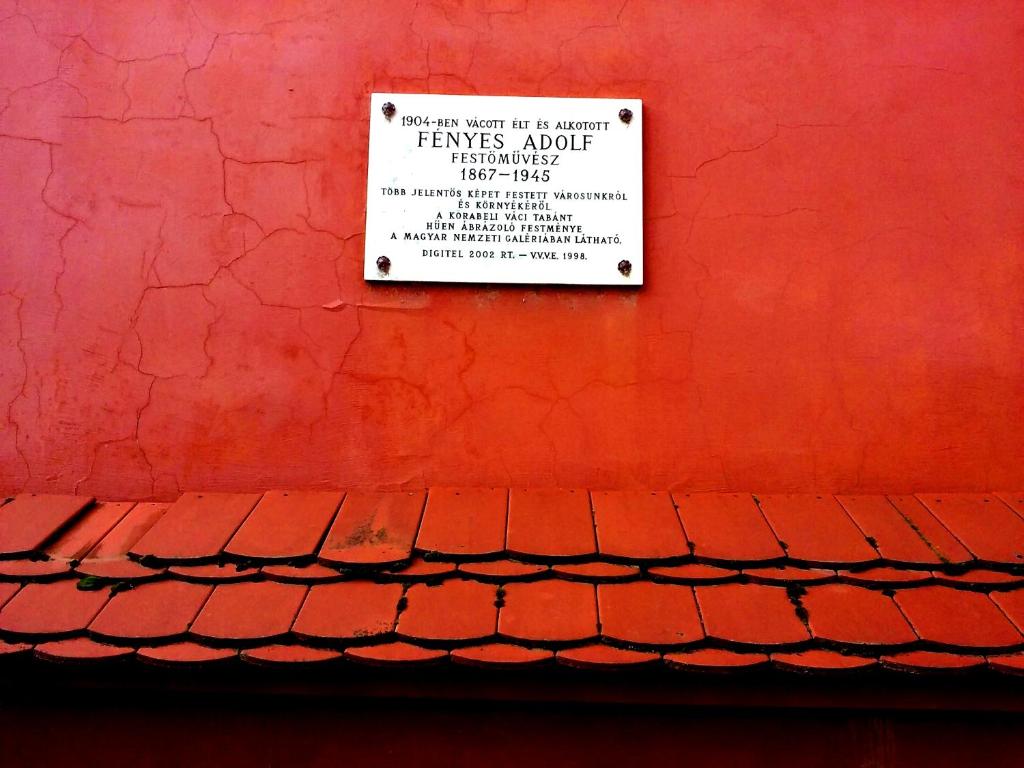 1904-BEN VÁCOTT ÉLT ÉS ALKOTOTT
FÉNYES ADOLF
FESTŐMŰVÉSZ
1867–1945
TÖBB JELENTŐS KÉPET FESTETT VÁROSUNKRÓL
ÉS KÖRNYÉKÉRŐL.
A KORABELI VÁCI TABÁNT
HŰEN ÁBRÁZOLÓ FESTMÉNYE
A MAGYAR NEMZETI GALÉRIÁBAN LÁTHATÓ.
DIGITEL 2002 RT. – V.V.V.E. 1998.